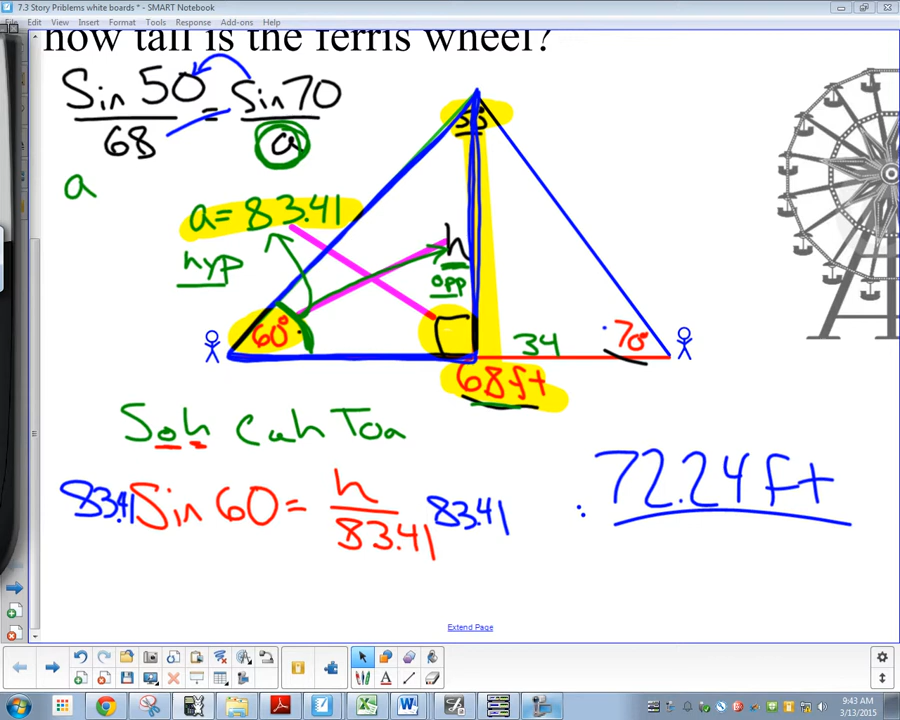 7.3 Story Problems white boards * - SMART Notebook
File Edit View Insert Format Tools Response Add-ons Help
how tall is the ferris wheel?
Sin 50 = Sin 70
68 a
a
50°
a = 83.41
hyp
h
opp
60°
34
70°
68 ft
Soh Cah Toa
83.41 Sin 60 = h 83.41
83.41
72.24 ft
Extend Page
9:43 AM
3/13/2015